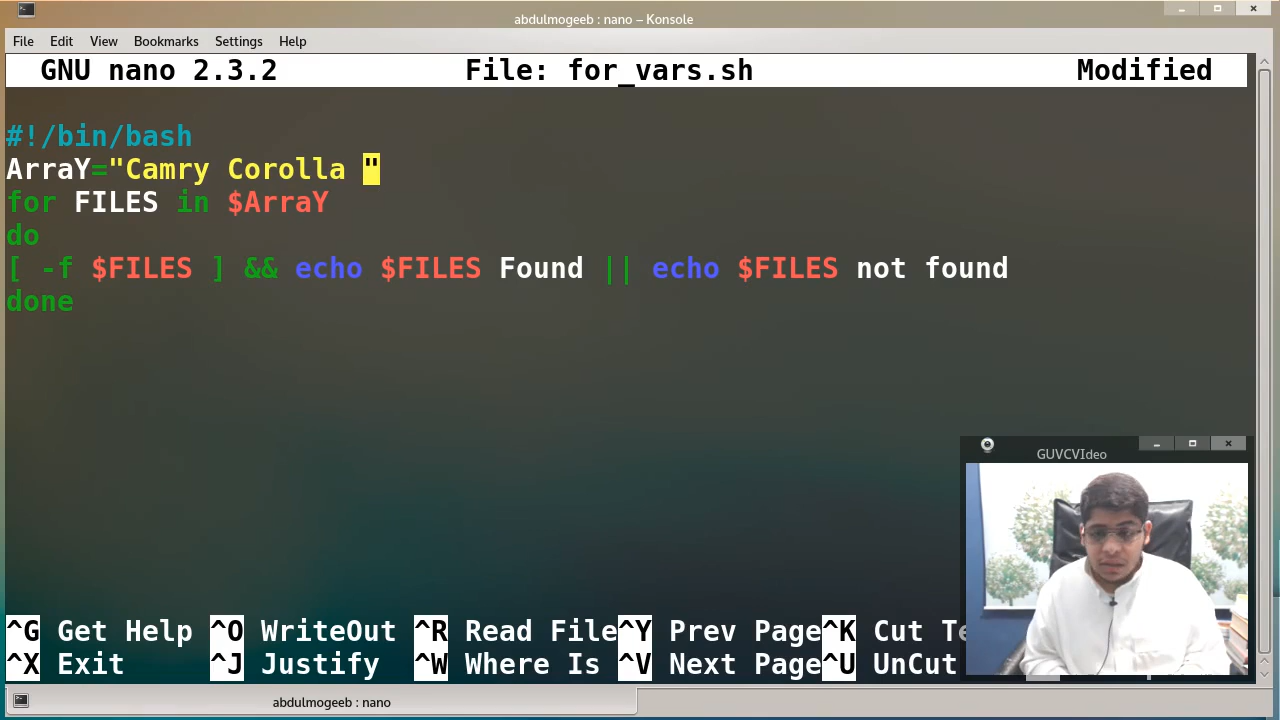 abdulmogeeb : nano – Konsole
File Edit View Bookmarks Settings Help
GNU nano 2.3.2 File: for_vars.sh Modified
#!/bin/bash
ArraY="Camry Corolla "
for FILES in $ArraY
do
[ -f $FILES ] && echo $FILES Found || echo $FILES not found
done
GUVCVIdeo
^G Get Help ^O WriteOut ^R Read File ^Y Prev Page ^K Cut Te
^X Exit ^J Justify ^W Where Is ^V Next Page ^U UnCut
abdulmogeeb : nano